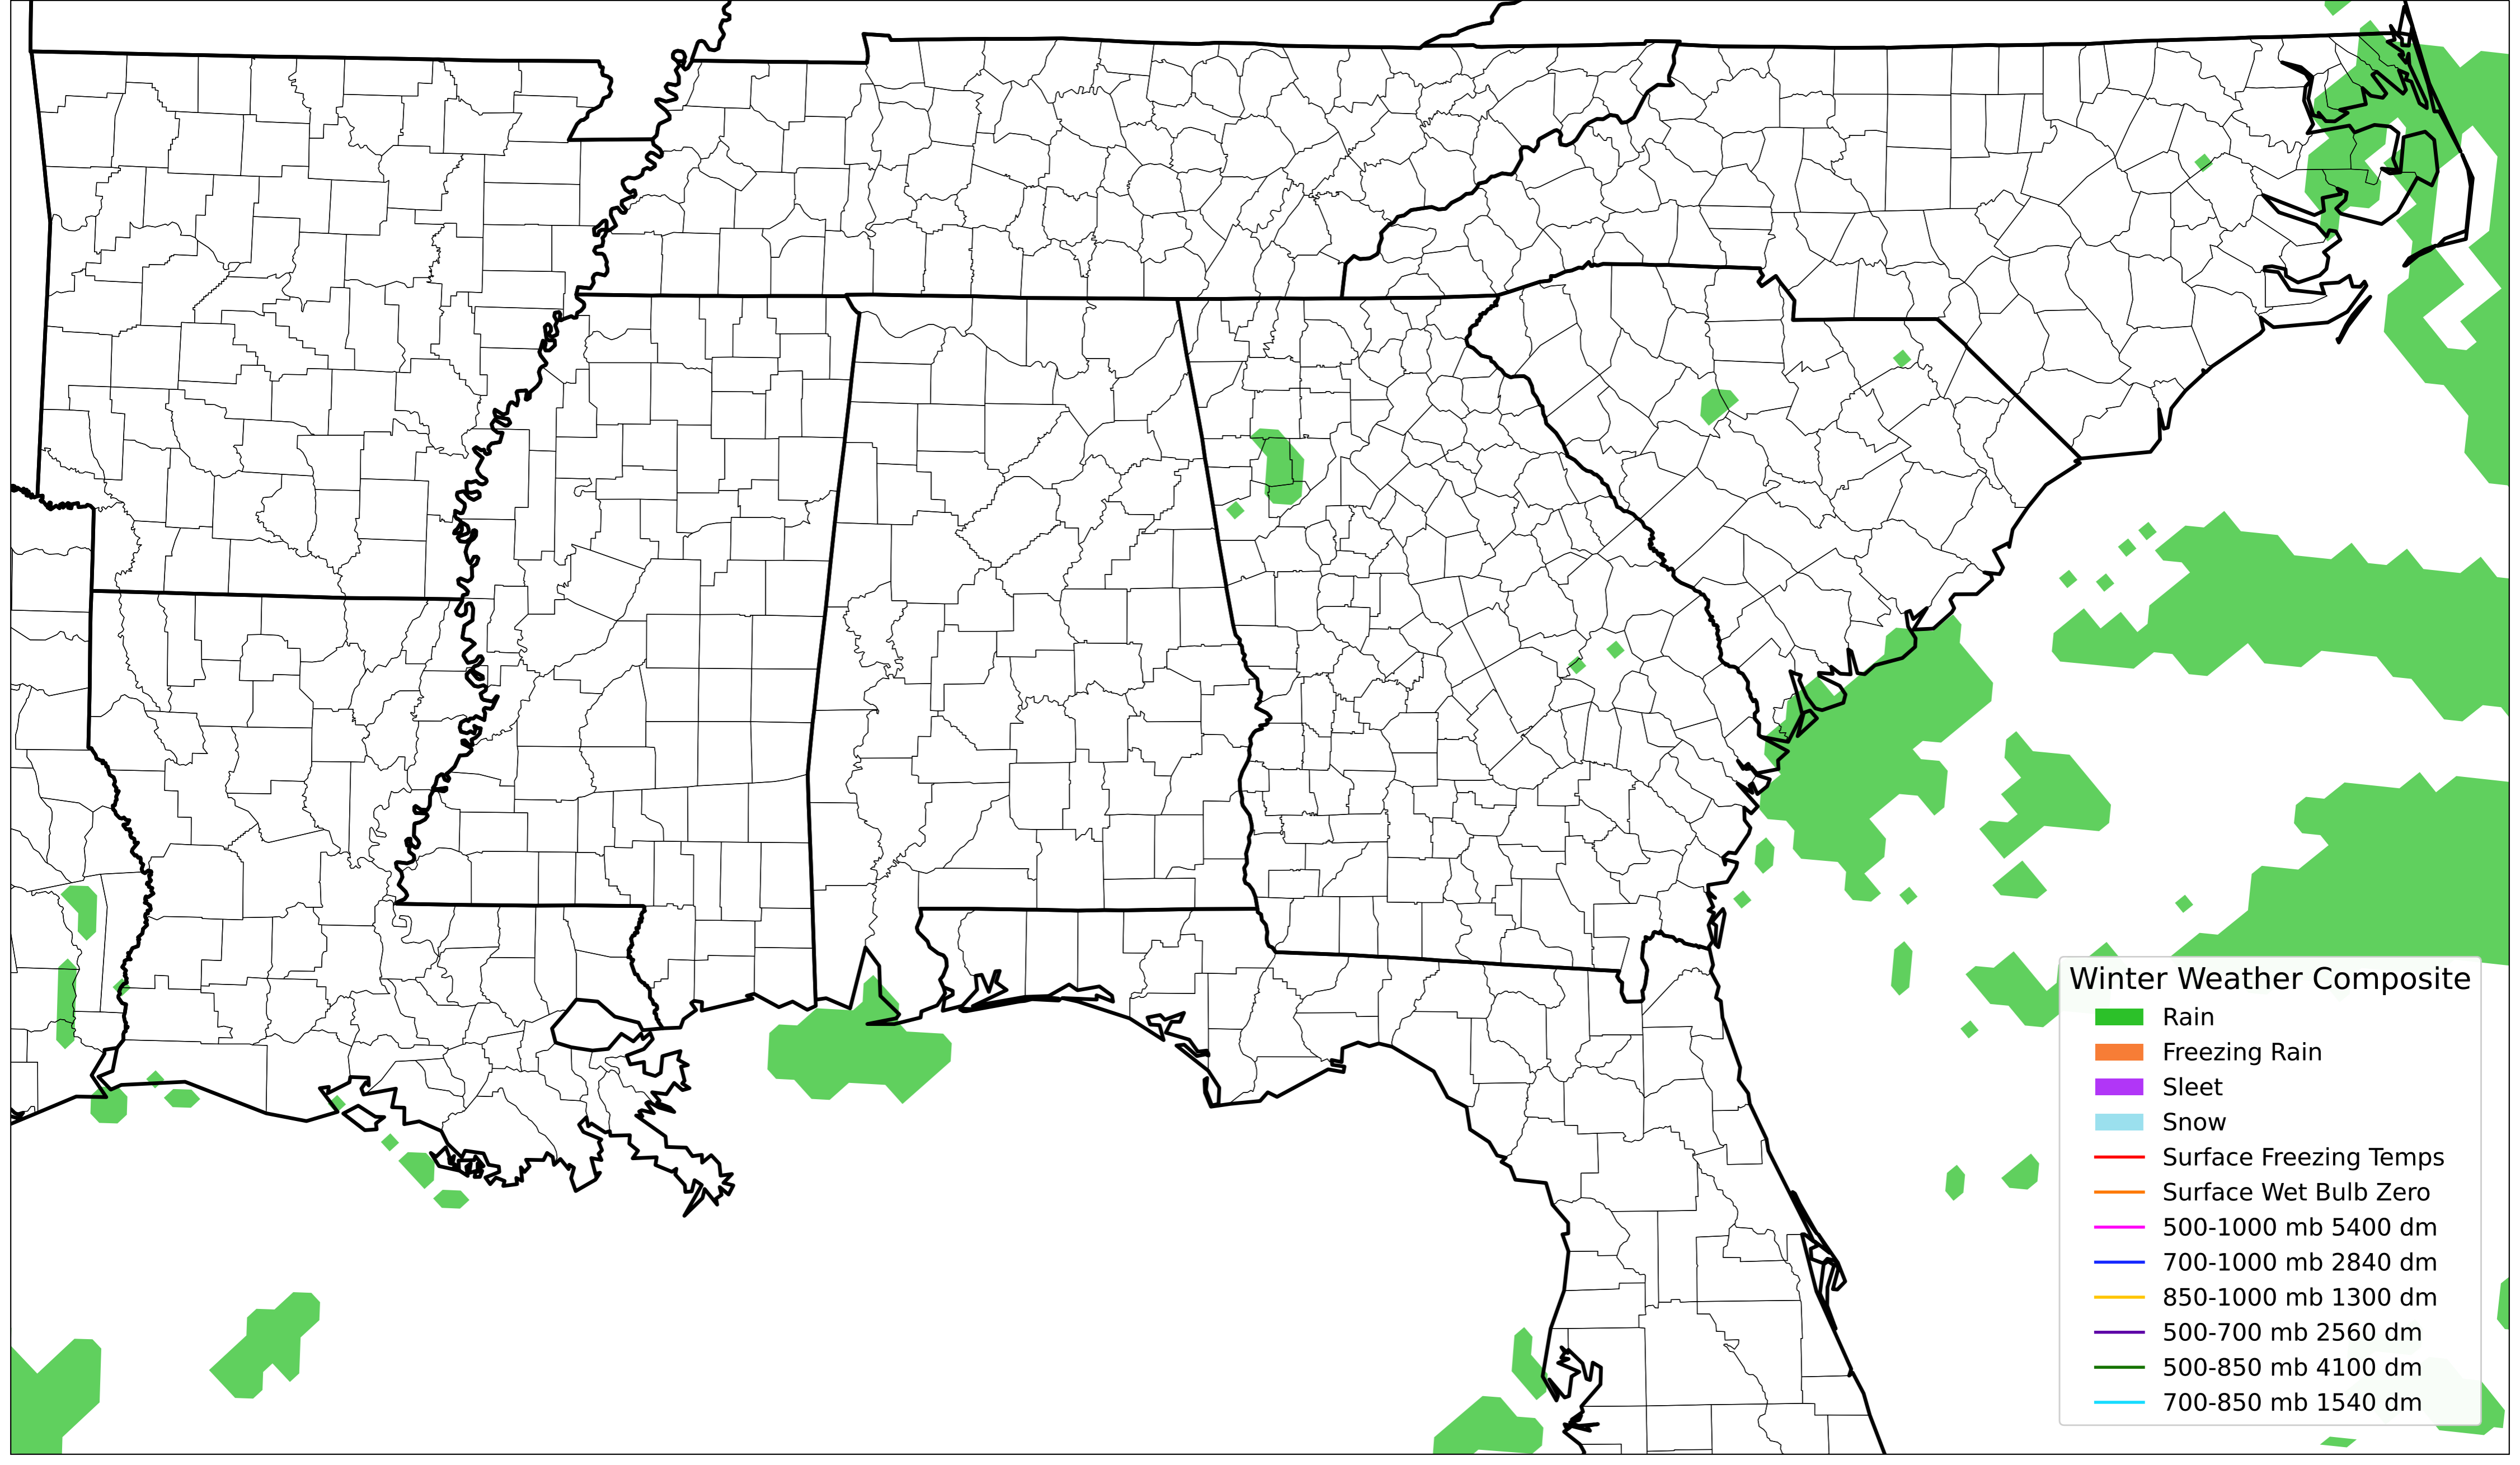 Winter Weather Composite
Rain
Freezing Rain
Sleet
Snow
Surface Freezing Temps
Surface Wet Bulb Zero
500-1000 mb 5400 dm
700-1000 mb 2840 dm
850-1000 mb 1300 dm
500-700 mb 2560 dm
500-850 mb 4100 dm
700-850 mb 1540 dm